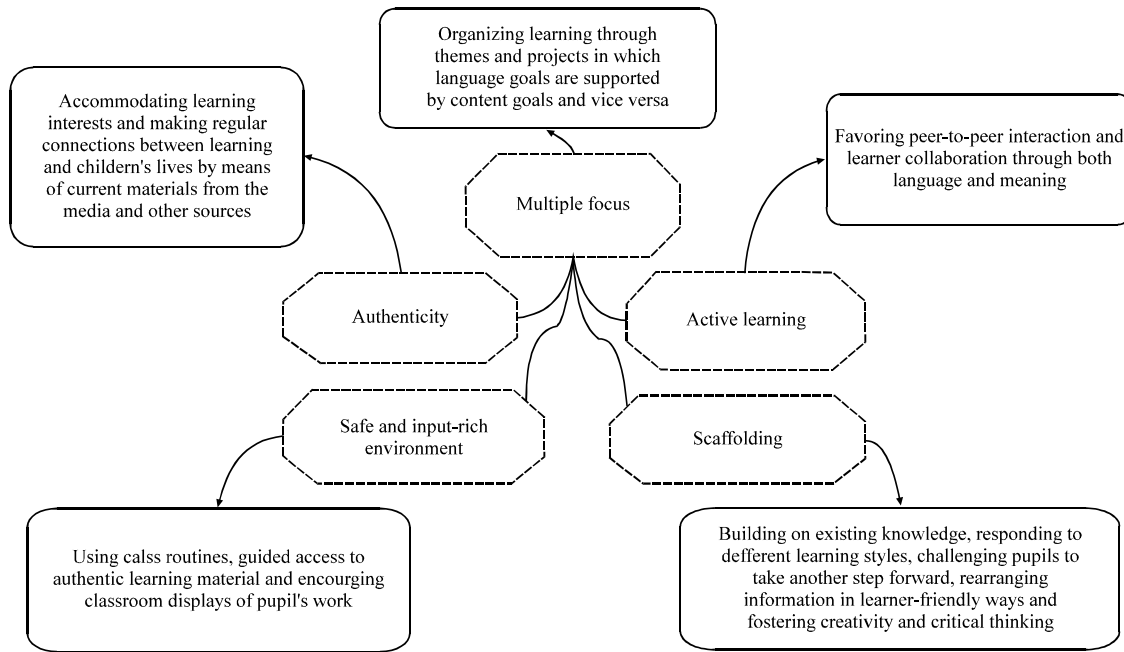 Organizing learning through
themes and projects in which
language goals are supported
by content goals and vice versa
Accommodating learning
interests and making regular
connections between learning
and childern's lives by means
of current materials from the
media and other sources
Favoring peer-to-peer interaction and
learner collaboration through both
language and meaning
Multiple focus
Authenticity
Active learning
Safe and input-rich
environment
Scaffolding
Using calss routines, guided access to
authentic learning material and encourging
classroom displays of pupil's work
Building on existing knowledge, responding to
defferent learning styles, challenging pupils to
take another step forward, rearranging
information in learner-friendly ways and
fostering creativity and critical thinking